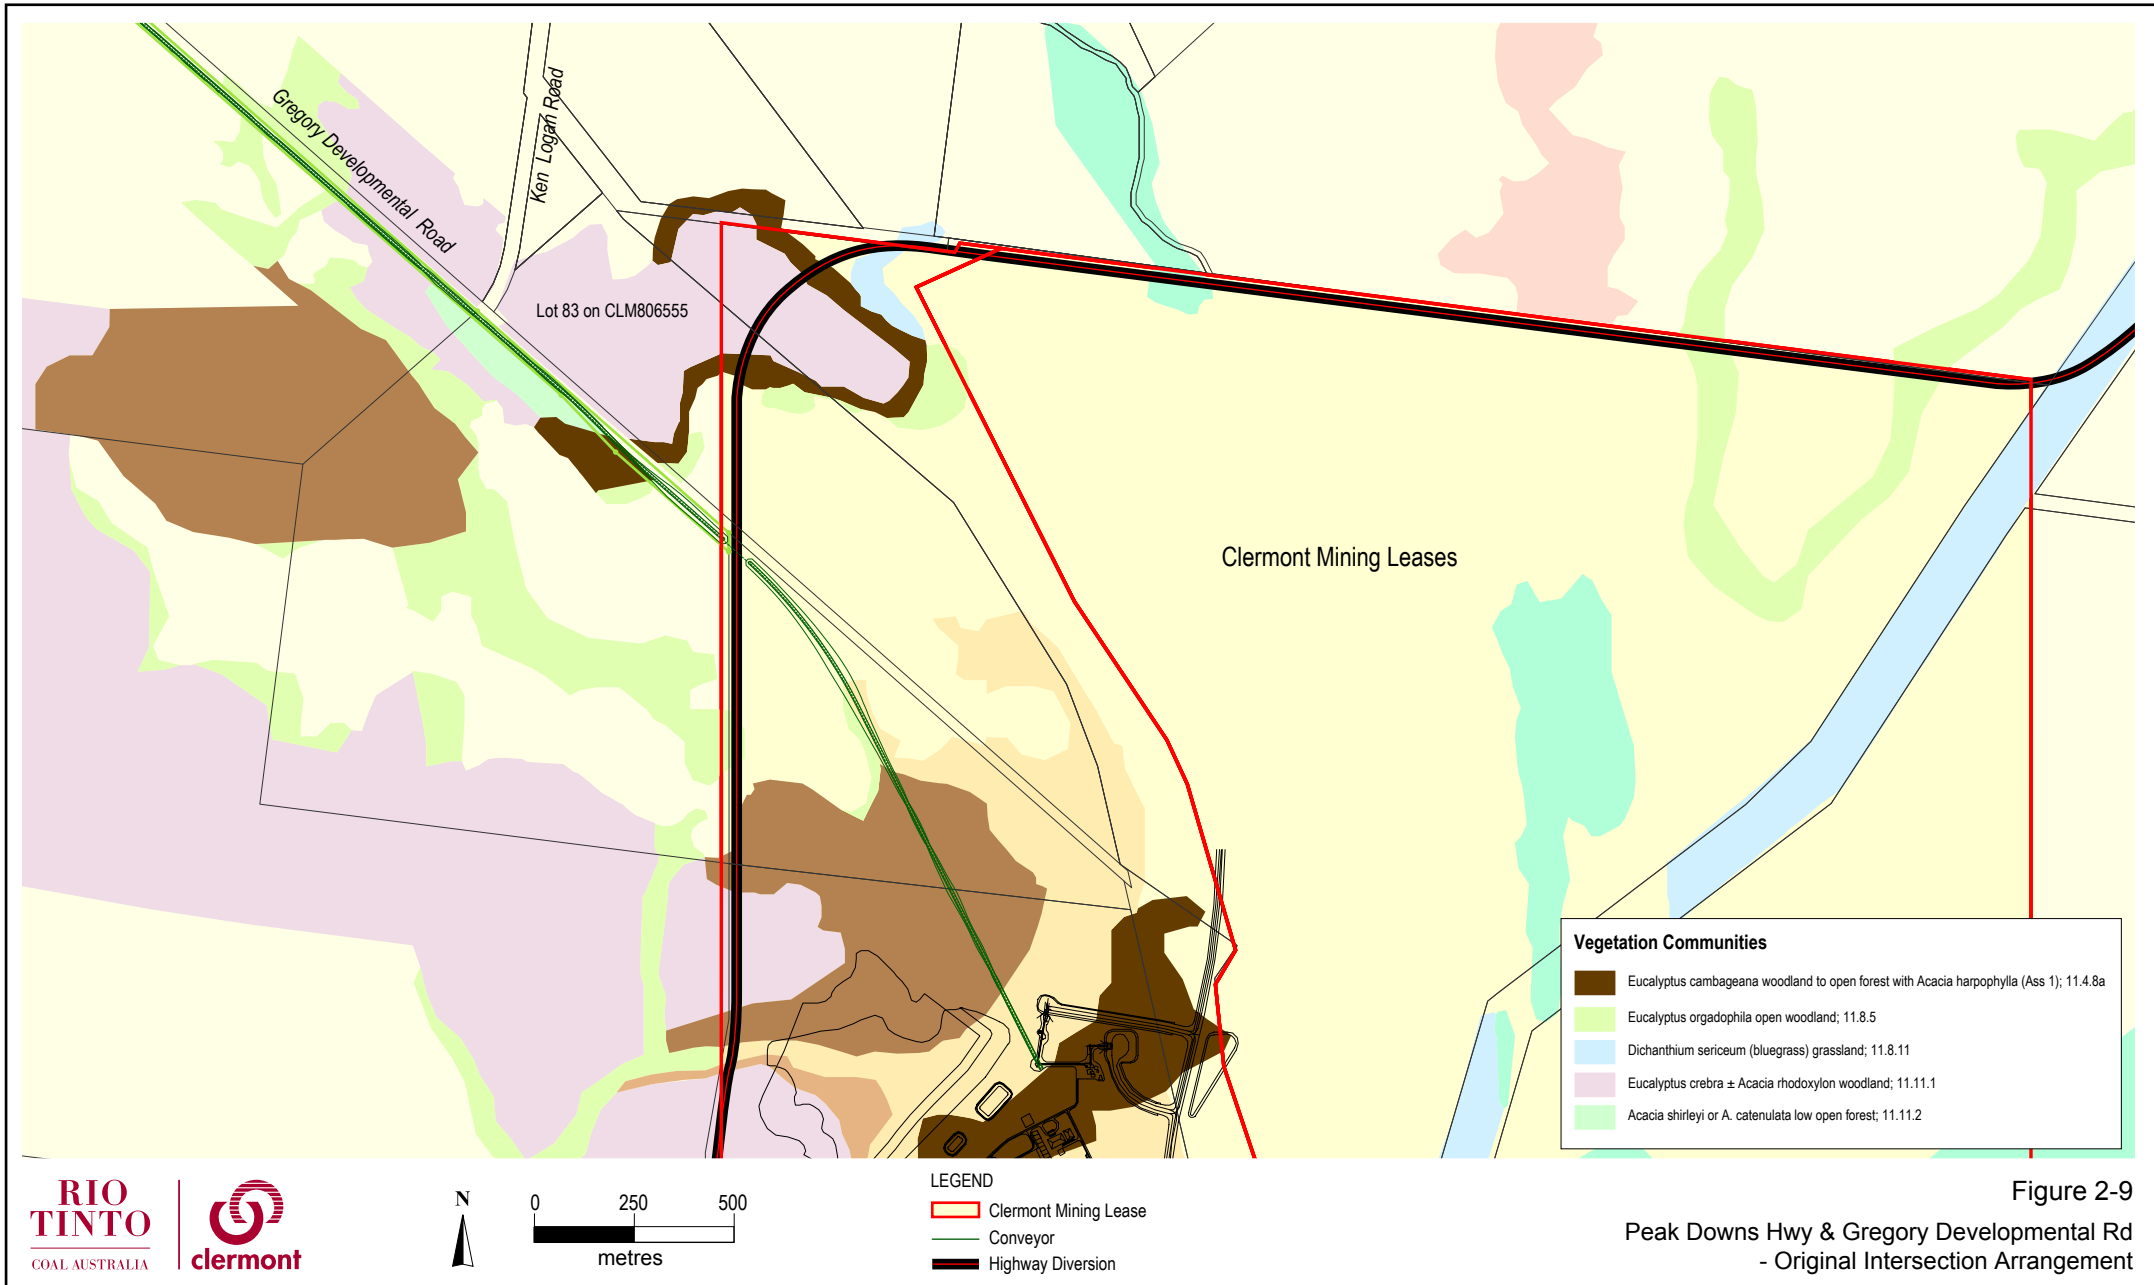 Gregory Developmental Road
Ken Logan Road
Lot 83 on CLM806555
Clermont Mining Leases
Vegetation Communities
Eucalyptus cambageana woodland to open forest with Acacia harpophylla (Ass 1); 11.4.8a
Eucalyptus orgadophila open woodland; 11.8.5
Dichanthium sericeum (bluegrass) grassland; 11.8.11
Eucalyptus crebra ± Acacia rhodoxylon woodland; 11.11.1
Acacia shirleyi or A. catenulata low open forest; 11.11.2
RIO
TINTO
COAL AUSTRALIA
clermont
N
0 250 500
metres
LEGEND
Clermont Mining Lease
Conveyor
Highway Diversion
Figure 2-9
Peak Downs Hwy & Gregory Developmental Rd
- Original Intersection Arrangement